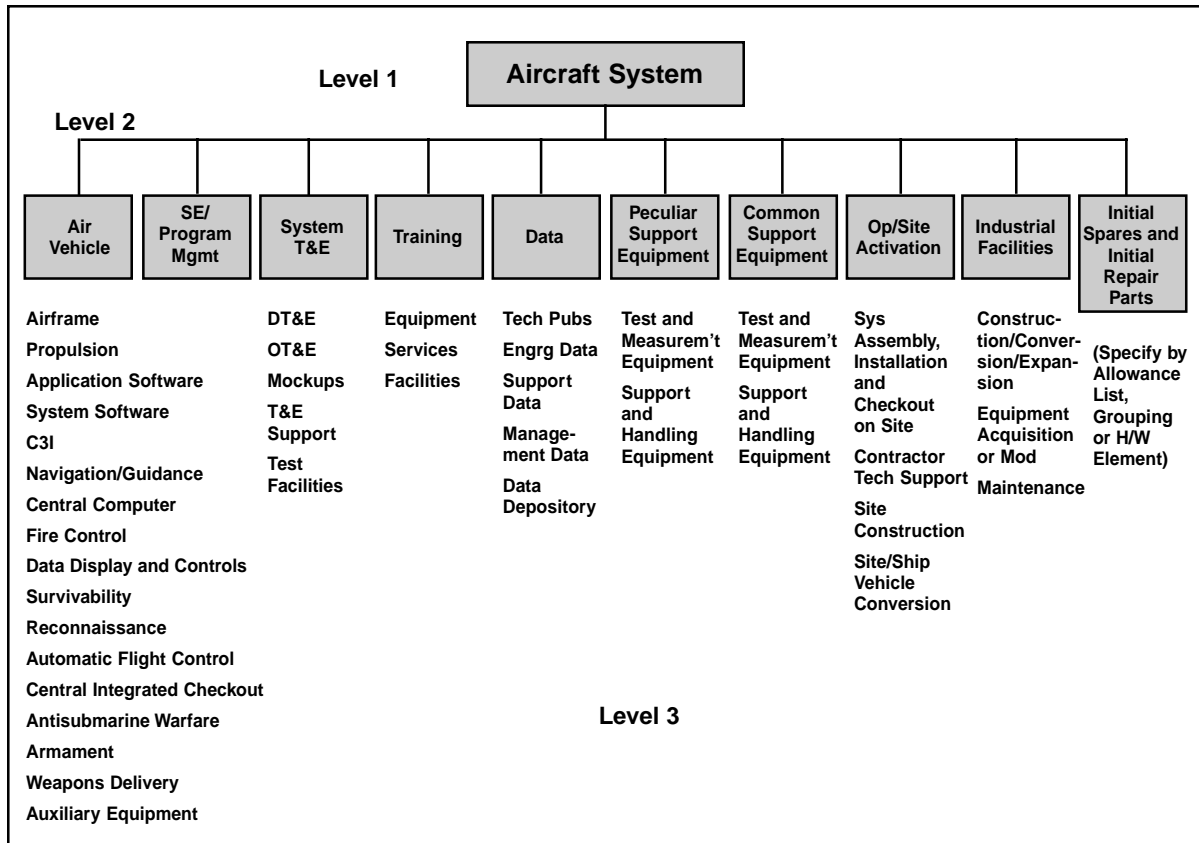 Level 1
Aircraft System
Level 2
Air
Vehicle
SE/
Program
Mgmt
System
T&E
Training
Data
Peculiar
Support
Equipment
Common
Support
Equipment
Op/Site
Activation
Industrial
Facilities
Initial
Spares and
Initial
Repair
Parts
Airframe
Propulsion
Application Software
System Software
C3I
Navigation/Guidance
Central Computer
Fire Control
Data Display and Controls
Survivability
Reconnaissance
Automatic Flight Control
Central Integrated Checkout
Antisubmarine Warfare
Armament
Weapons Delivery
Auxiliary Equipment
DT&E
OT&E
Mockups
T&E
Support
Test
Facilities
Equipment
Services
Facilities
Tech Pubs
Engrg Data
Support
Data
Manage-
ment Data
Data
Depository
Test and
Measurem't
Equipment
Support
and
Handling
Equipment
Test and
Measurem't
Equipment
Support
and
Handling
Equipment
Sys
Assembly,
Installation
and
Checkout
on Site
Contractor
Tech Support
Site
Construction
Site/Ship
Vehicle
Conversion
Construc-
tion/Conver-
sion/Expan-
sion
Equipment
Acquisition
or Mod
Maintenance
(Specify by
Allowance
List,
Grouping
or H/W
Element)
Level 3